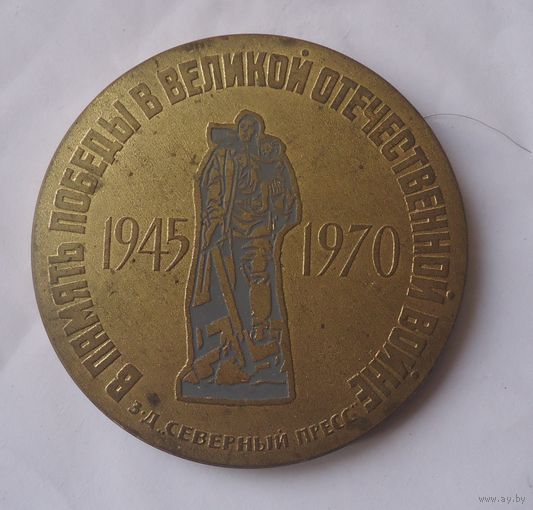 В ПАМЯТЬ ПОБЕДЫ В ВЕЛИКОЙ ОТЕЧЕСТВЕННОЙ ВОЙНЕ
1945 1970
З-Д „СЕВЕРНЫЙ ПРЕСС"
www.ay.by